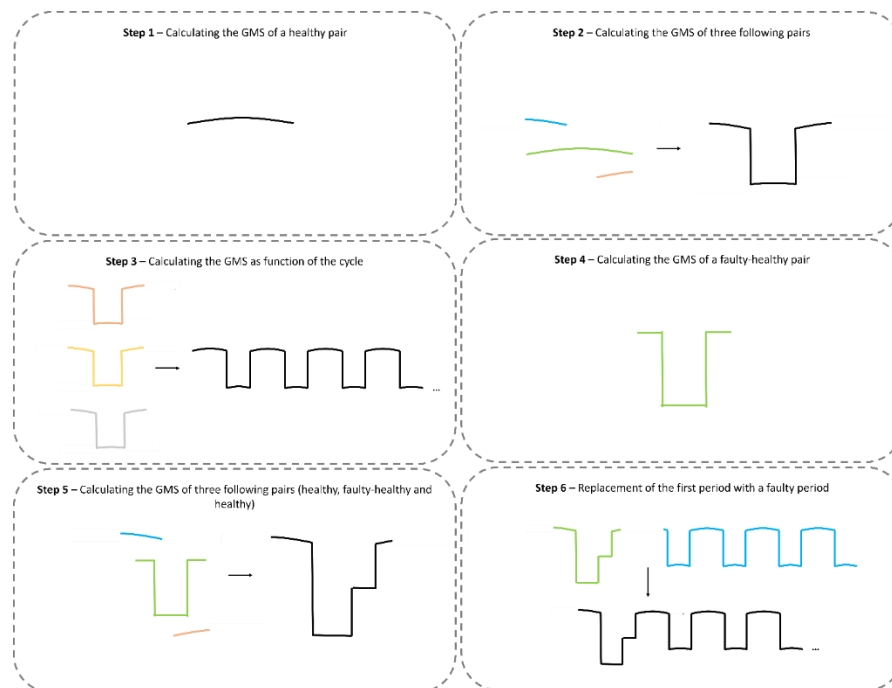 Step 1 – Calculating the GMS of a healthy pair
Step 2 – Calculating the GMS of three following pairs
Step 3 – Calculating the GMS as function of the cycle
...
Step 4 – Calculating the GMS of a faulty-healthy pair
Step 5 – Calculating the GMS of three following pairs (healthy, faulty-healthy and
healthy)
Step 6 – Replacement of the first period with a faulty period
...